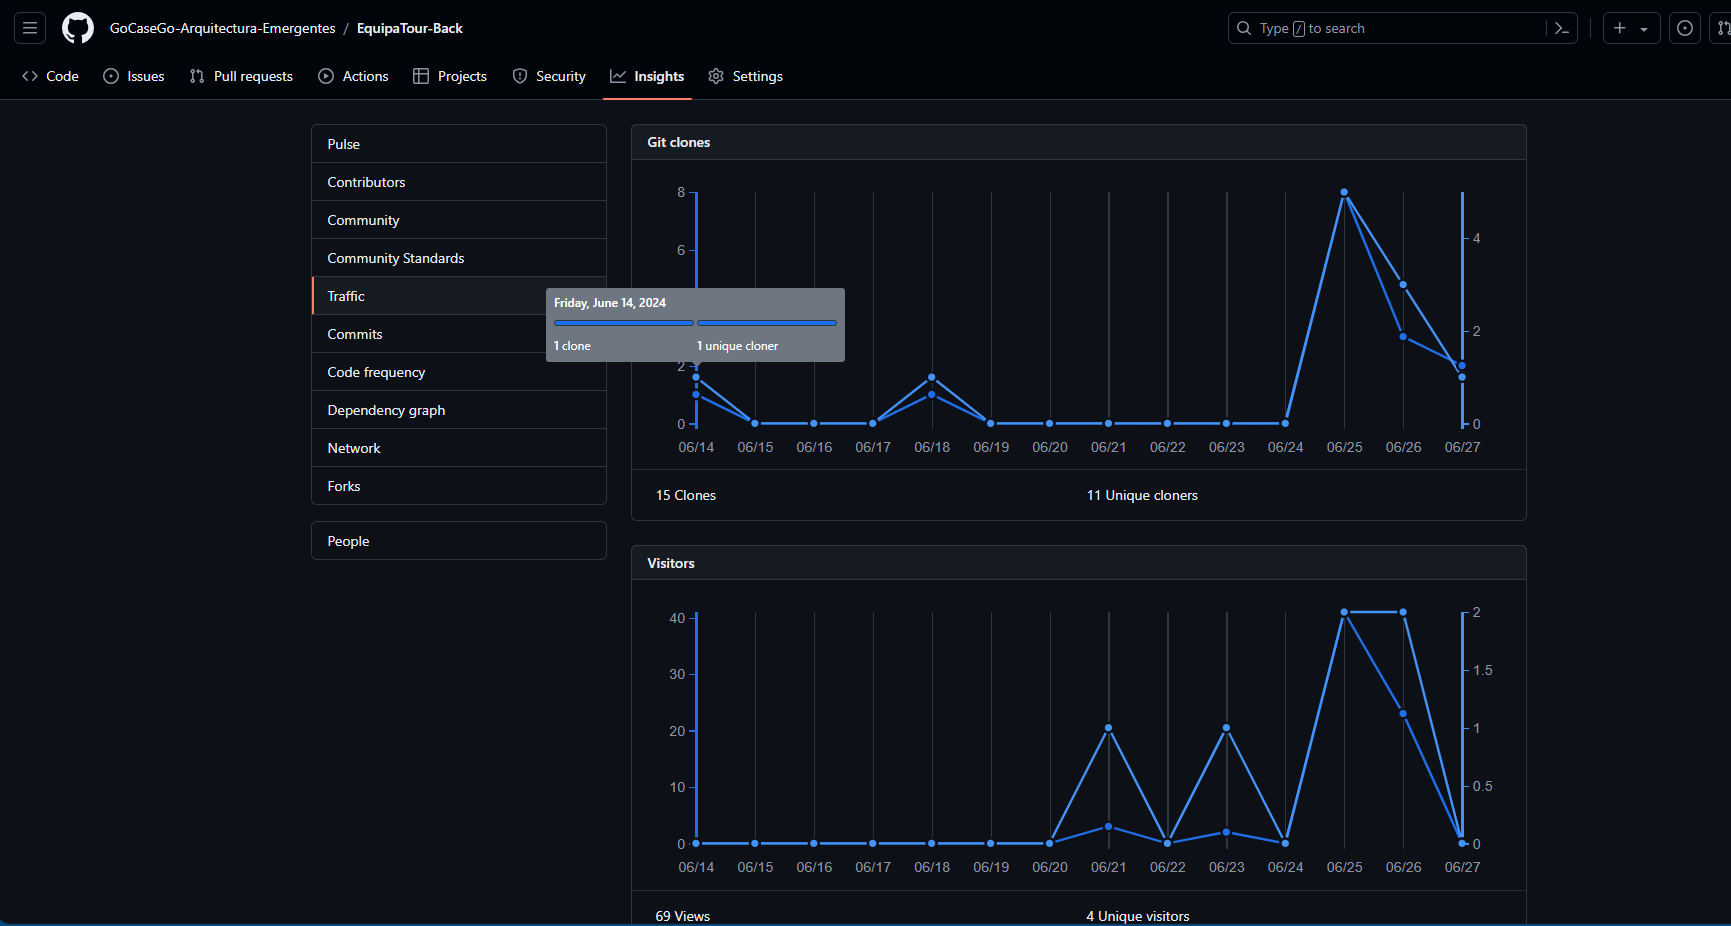 GoCaseGo-Arquitectura-Emergentes / EquipaTour-Back
Type / to search
Code
Issues
Pull requests
Actions
Projects
Security
Insights
Settings
Pulse
Contributors
Community
Community Standards
Traffic
Commits
Code frequency
Dependency graph
Network
Forks
People
Git clones
8
6
2
0
4
2
0
Friday, June 14, 2024
1 clone
1 unique cloner
06/14 06/15 06/16 06/17 06/18 06/19 06/20 06/21 06/22 06/23 06/24 06/25 06/26 06/27
15 Clones
11 Unique cloners
Visitors
40
30
20
10
0
2
1.5
1
0.5
0
06/14 06/15 06/16 06/17 06/18 06/19 06/20 06/21 06/22 06/23 06/24 06/25 06/26 06/27
69 Views
4 Unique visitors